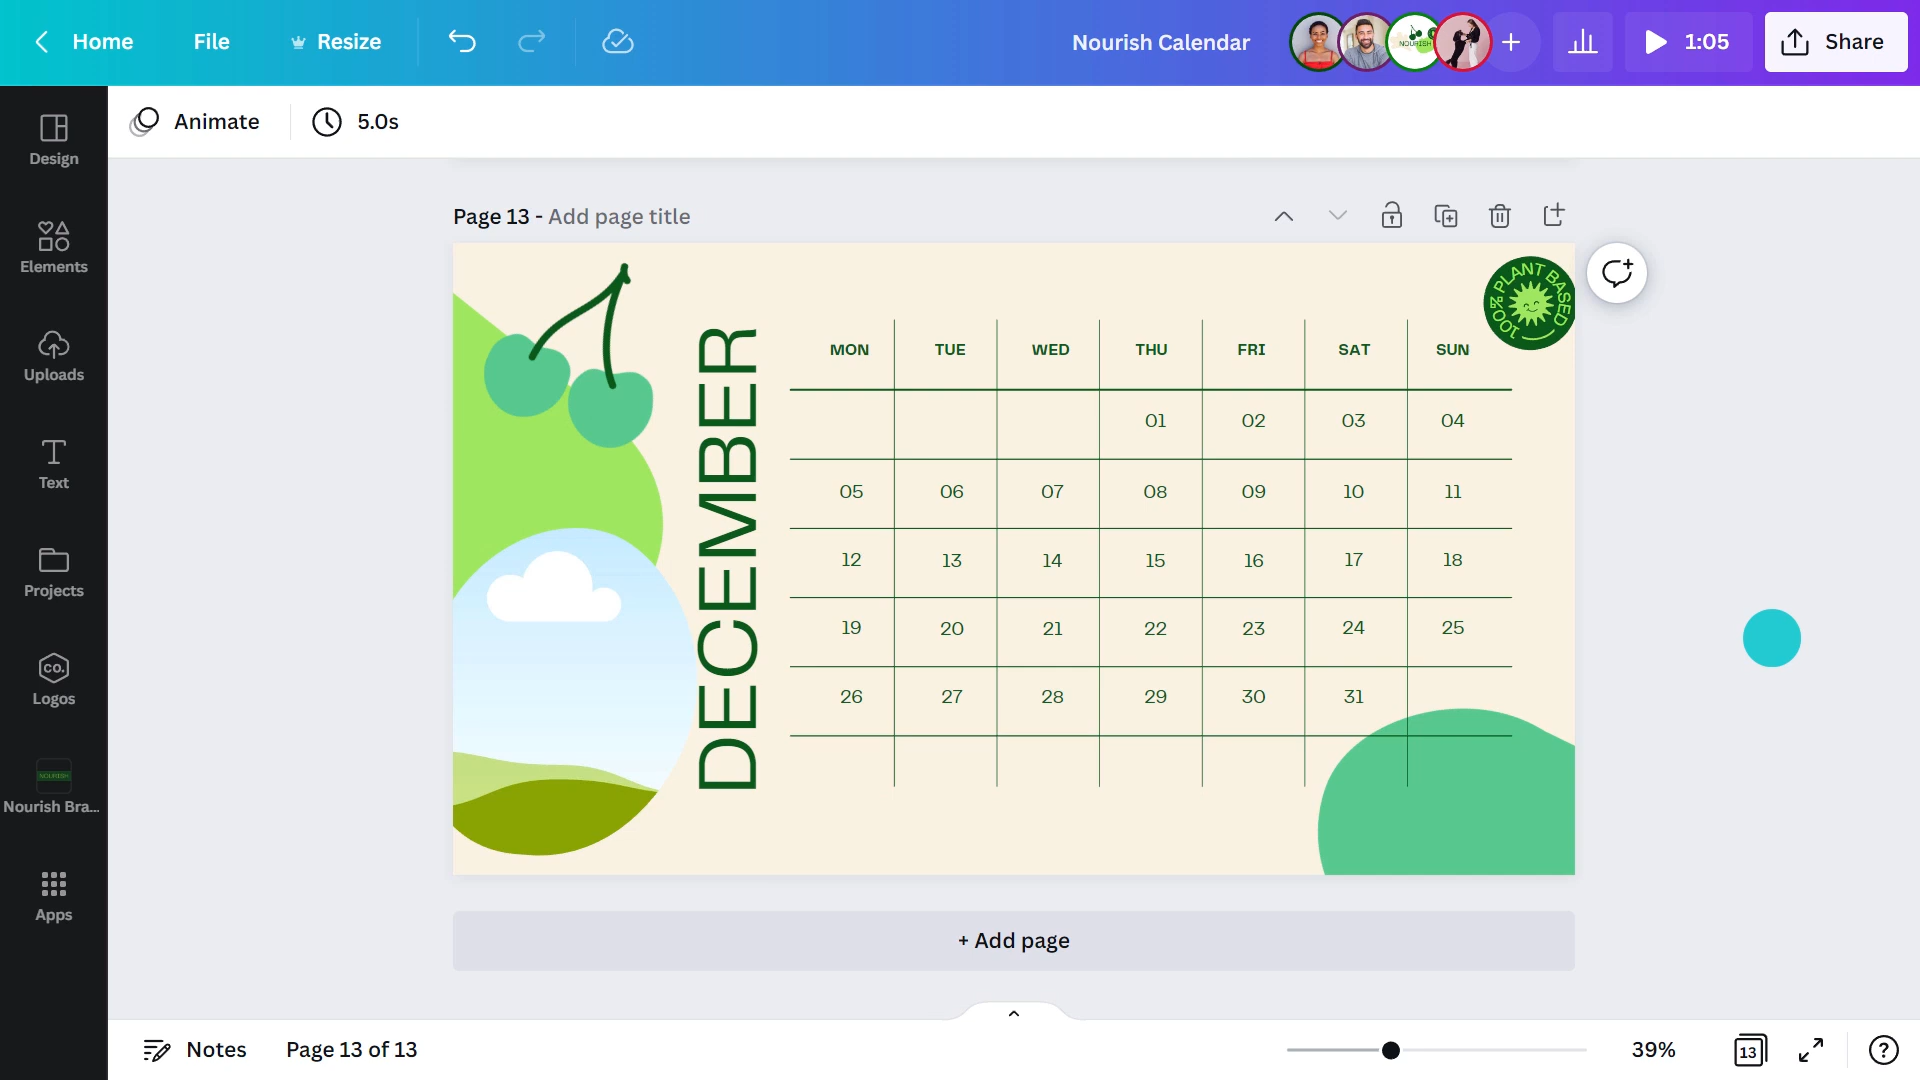 Home
File
Resize
Nourish Calendar
NOURISH
1:05
Share
Animate
5.0s
Design
Elements
Uploads
Text
Projects
CO.
Logos
NOURISH
Nourish Bra...
Apps
Page 13 - Add page title
100% PLANT BASED
DECEMBER
MON TUE WED THU FRI SAT SUN
01 02 03 04
05 06 07 08 09 10 11
12 13 14 15 16 17 18
19 20 21 22 23 24 25
26 27 28 29 30 31
+ Add page
Notes
Page 13 of 13
39%
13
?